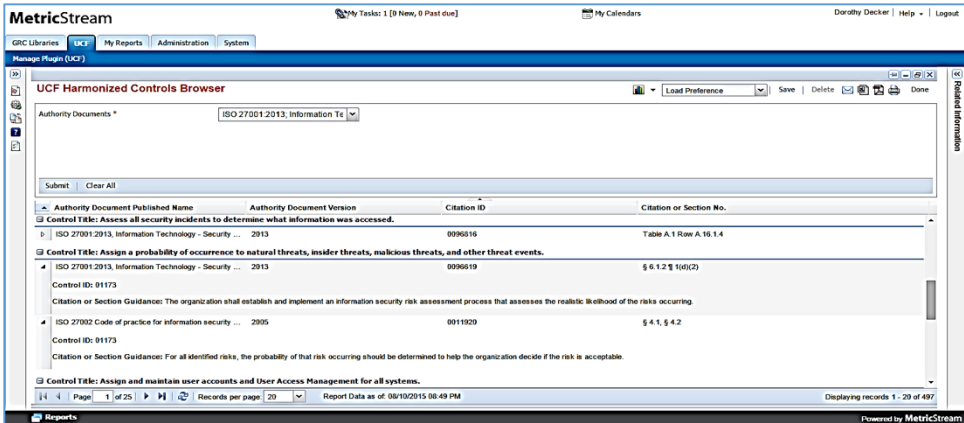 MetricStream
My Tasks: 1 [0 New, 0 Past due]
My Calendars
Dorothy Decker | Help | Logout
GRC Libraries UCF My Reports Administration System
Manage Plugin (UCF)
UCF Harmonized Controls Browser
Load Preference Save | Delete Done
Related Information
Authority Documents *
ISO 27001:2013, Information Te
Submit | Clear All
Authority Document Published Name Authority Document Version Citation ID Citation or Section No.
Control Title: Assess all security incidents to determine what information was accessed.
ISO 27001:2013, Information Technology - Security ... 2013 0096816 Table A.1 Row A.16.1.4
Control Title: Assign a probability of occurrence to natural threats, insider threats, malicious threats, and other threat events.
ISO 27001:2013, Information Technology - Security ... 2013 0096619 § 6.1.2 ¶ 1(d)(2)
Control ID: 01173
Citation or Section Guidance: The organization shall establish and implement an information security risk assessment process that assesses the realistic likelihood of the risks occurring.
ISO 27002 Code of practice for information security ... 2005 0011920 § 4.1, § 4.2
Control ID: 01173
Citation or Section Guidance: For all identified risks, the probability of that risk occurring should be determined to help the organization decide if the risk is acceptable.
Control Title: Assign and maintain user accounts and User Access Management for all systems.
Page 1 of 25 Records per page: 20 Report Data as of: 08/10/2015 08:49 PM Displaying records 1 - 20 of 497
Reports
Powered by MetricStream